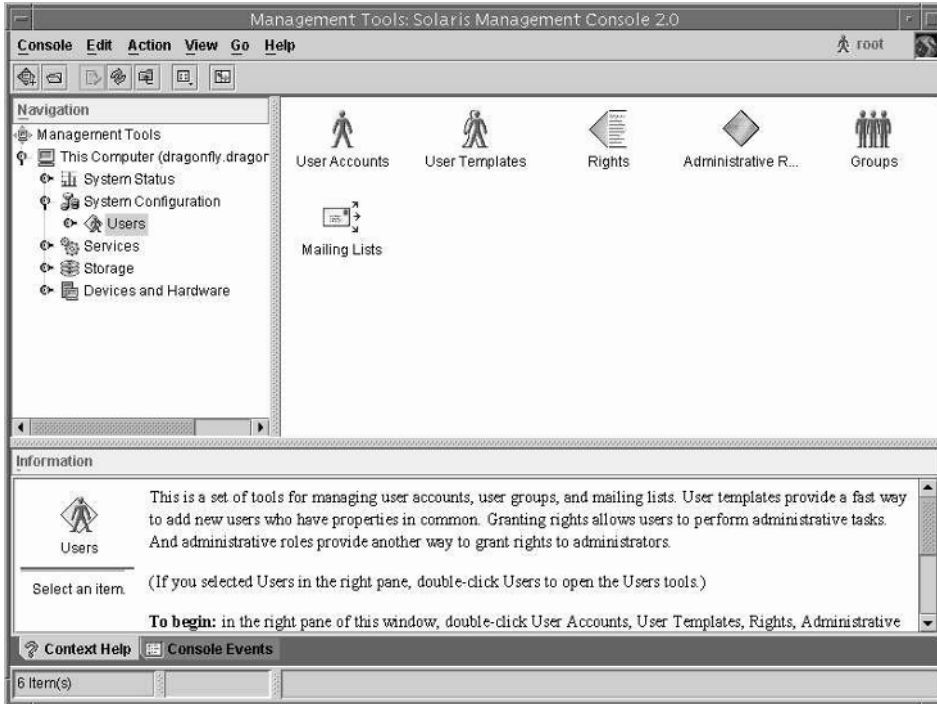 Management Tools: Solaris Management Console 2.0
Console Edit Action View Go Help
root
Navigation
Management Tools
This Computer (dragonfly.dragor
System Status
System Configuration
Users
Services
Storage
Devices and Hardware
User Accounts
User Templates
Rights
Administrative R...
Groups
Mailing Lists
Information
Users
Select an item.
This is a set of tools for managing user accounts, user groups, and mailing lists. User templates provide a fast way
to add new users who have properties in common. Granting rights allows users to perform administrative tasks.
And administrative roles provide another way to grant rights to administrators.
(If you selected Users in the right pane, double-click Users to open the Users tools.)
To begin: in the right pane of this window, double-click User Accounts, User Templates, Rights, Administrative
Context Help
Console Events
6 Item(s)